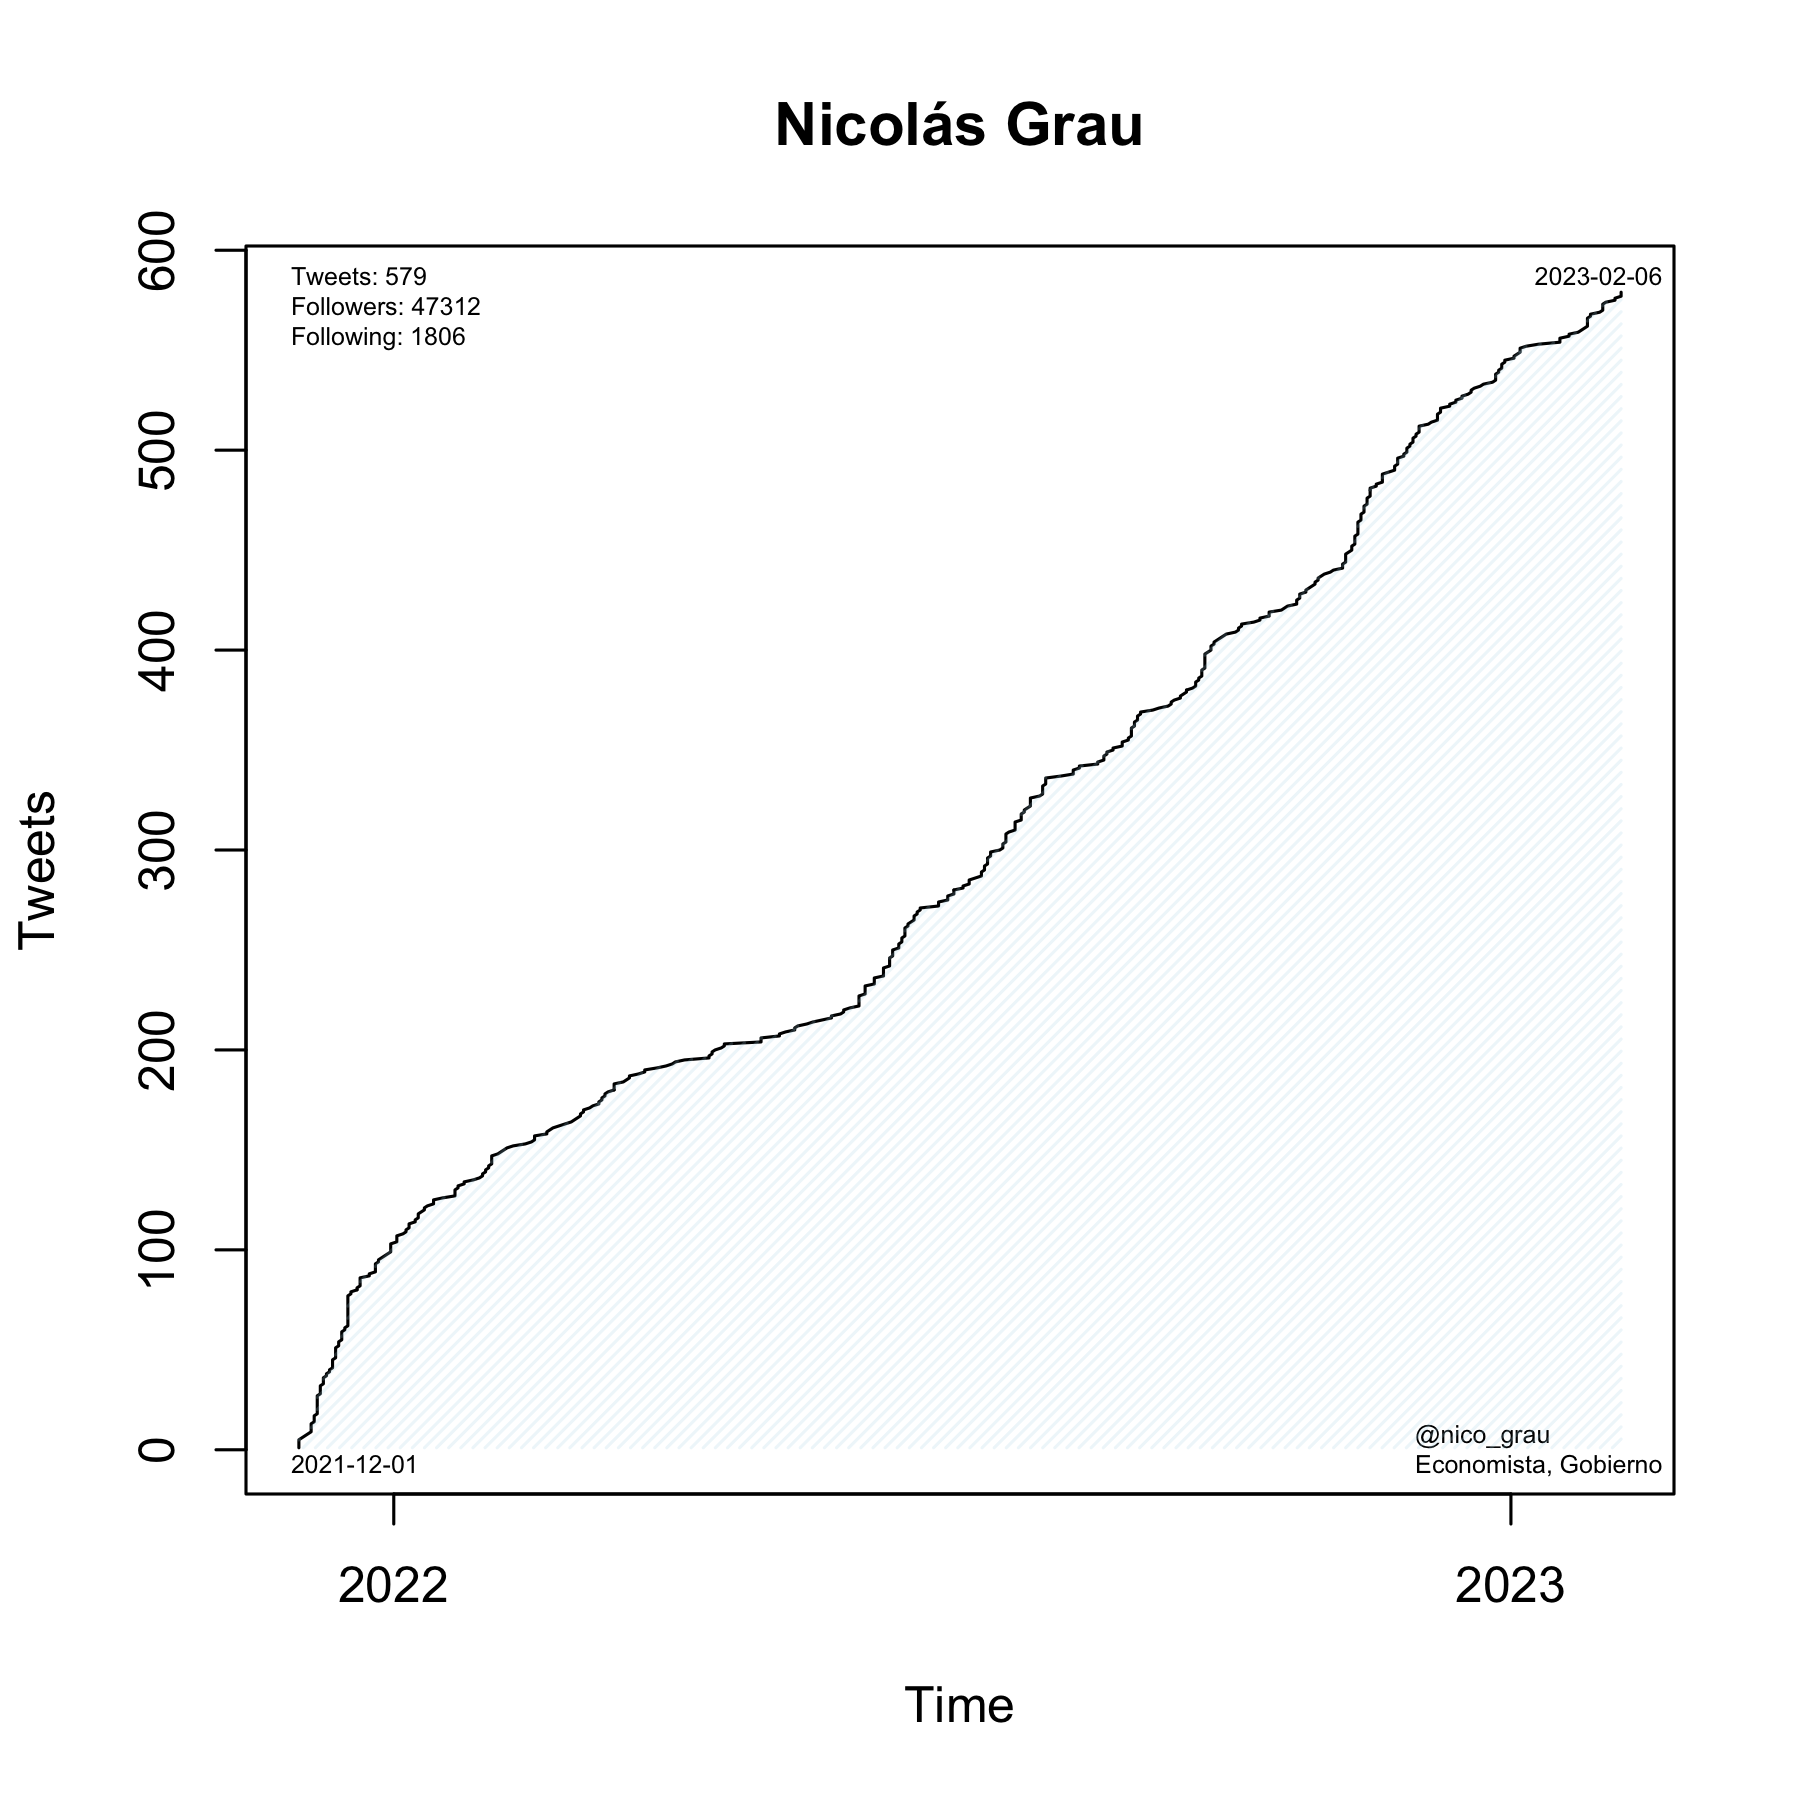 Nicolás Grau
Tweets: 579
Followers: 47312
Following: 1806
2023-02-06
600
500
400
300
200
100
0
Tweets
@nico_grau
Economista, Gobierno
2021-12-01
2022
2023
Time